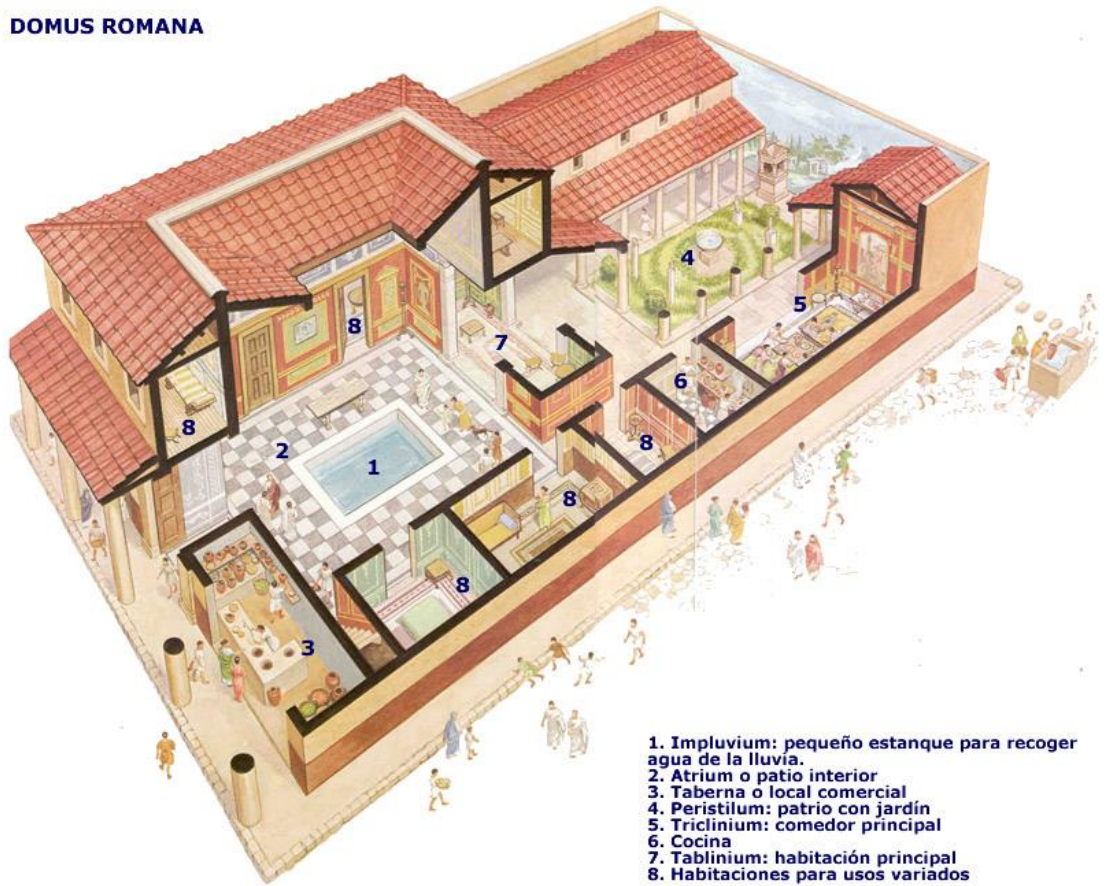 DOMUS ROMANA
4
5
8
7
6
8
8
2
1
8
8
3
1. Impluvium: pequeño estanque para recoger
agua de la lluvia.
2. Atrium o patio interior
3. Taberna o local comercial
4. Peristilum: patrio con jardín
5. Triclinium: comedor principal
6. Cocina
7. Tablinium: habitación principal
8. Habitaciones para usos variados